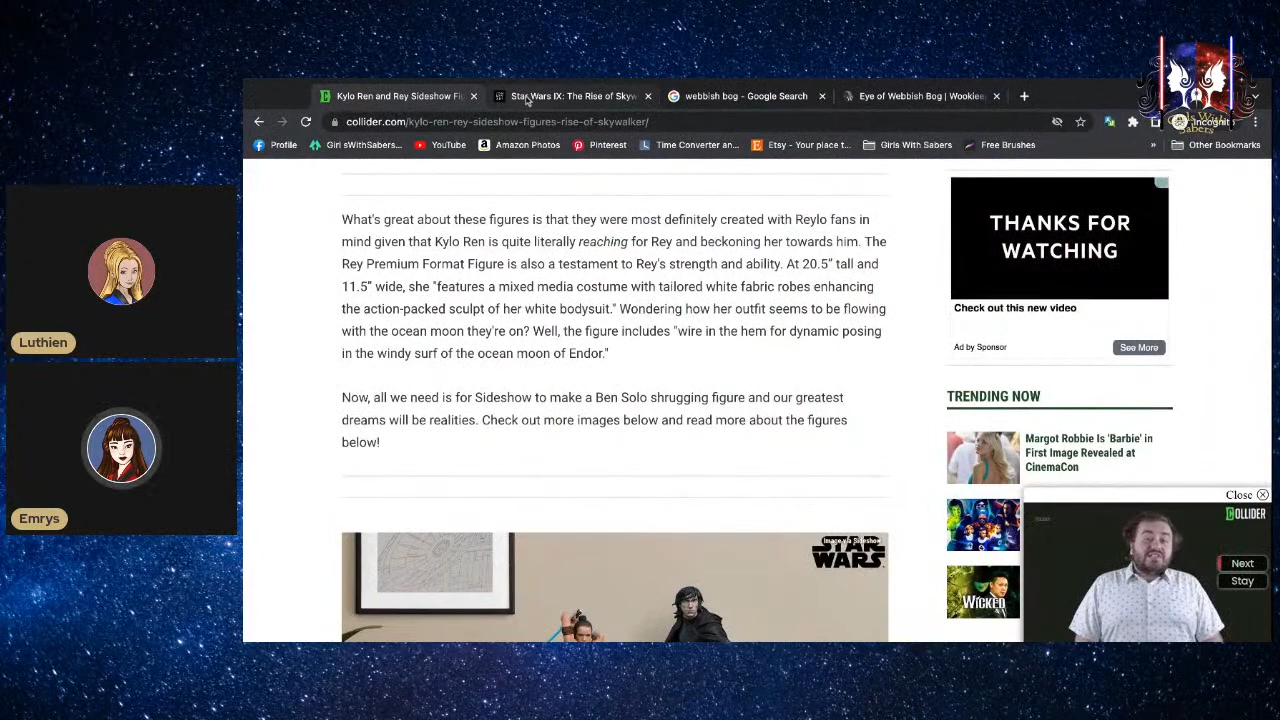 Kylo Ren and Rey Sideshow Fi
Star Wars IX: The Rise of Skyw
webbish bog - Google Search
Eye of Webbish Bog | Wookiee
collider.com/kylo-ren-rey-sideshow-figures-rise-of-skywalker/
Incognito
Profile
Girl sWithSabers...
YouTube
Amazon Photos
Pinterest
Time Converter an...
Etsy - Your place t...
Girls With Sabers
Free Brushes
»
Other Bookmarks
What's great about these figures is that they were most definitely created with Reylo fans in
mind given that Kylo Ren is quite literally reaching for Rey and beckoning her towards him. The
Rey Premium Format Figure is also a testament to Rey's strength and ability. At 20.5” tall and
11.5” wide, she "features a mixed media costume with tailored white fabric robes enhancing
the action-packed sculpt of her white bodysuit." Wondering how her outfit seems to be flowing
with the ocean moon they're on? Well, the figure includes "wire in the hem for dynamic posing
in the windy surf of the ocean moon of Endor."
Now, all we need is for Sideshow to make a Ben Solo shrugging figure and our greatest
dreams will be realities. Check out more images below and read more about the figures
below!
Image via Sideshow
STAR
WARS
THANKS FOR
WATCHING
Check out this new video
Ad by Sponsor
See More
TRENDING NOW
Margot Robbie Is 'Barbie' in
First Image Revealed at
CinemaCon
WICKED
Close
COLLIDER
Next
Stay
Luthien
Emrys